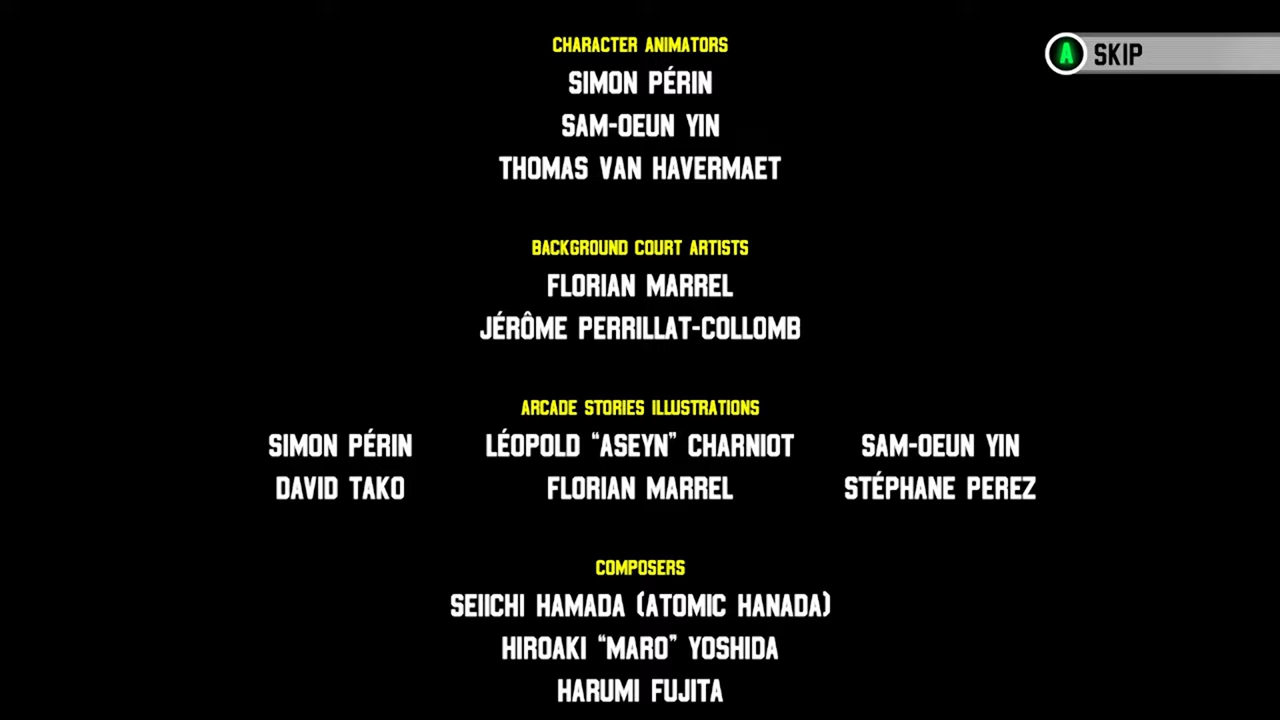 CHARACTER ANIMATORS
A SKIP
SIMON PÉRIN
SAM-OEUN YIN
THOMAS VAN HAVERMAET
BACKGROUND COURT ARTISTS
FLORIAN MARREL
JÉRÔME PERRILLAT-COLLOMB
ARCADE STORIES ILLUSTRATIONS
SIMON PÉRIN LÉOPOLD “ASEYN” CHARNIOT SAM-OEUN YIN
DAVID TAKO FLORIAN MARREL STÉPHANE PEREZ
COMPOSERS
SEIICHI HAMADA (ATOMIC HANADA)
HIROAKI “MARO” YOSHIDA
HARUMI FUJITA